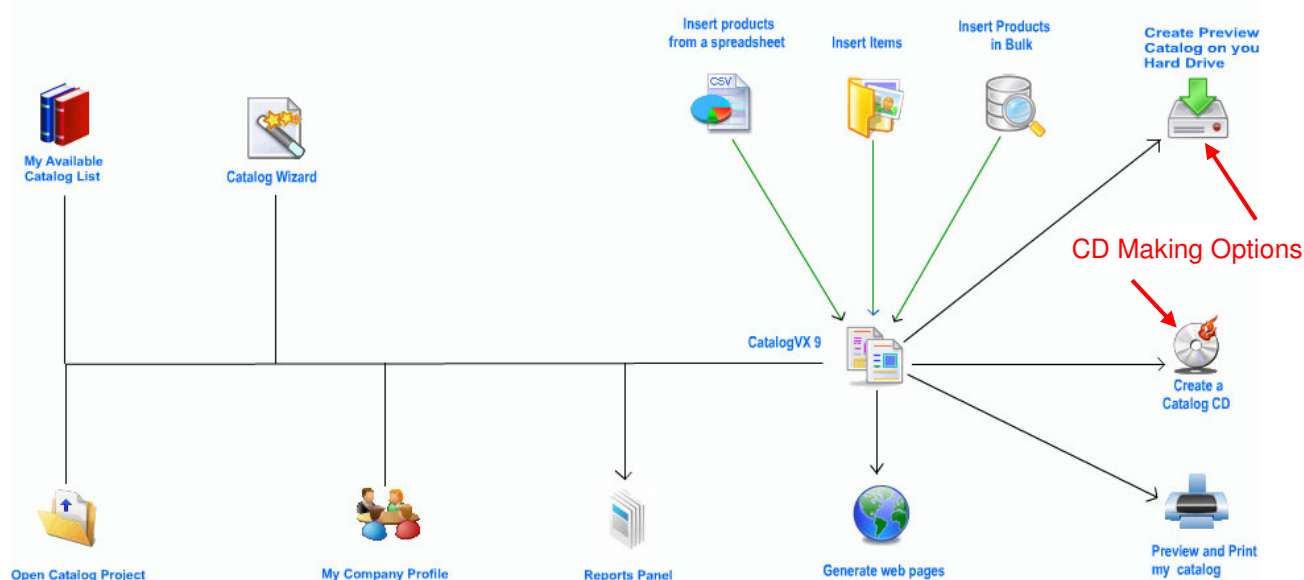 Insert products
from a spreadsheet
Insert Items
Insert Products
in Bulk
Create Preview
Catalog on you
Hard Drive
CSV
My Available
Catalog List
Catalog Wizard
CD Making Options
CatalogVX 9
Create a
Catalog CD
Open Catalog Project
My Company Profile
Reports Panel
Generate web pages
Preview and Print
my catalog